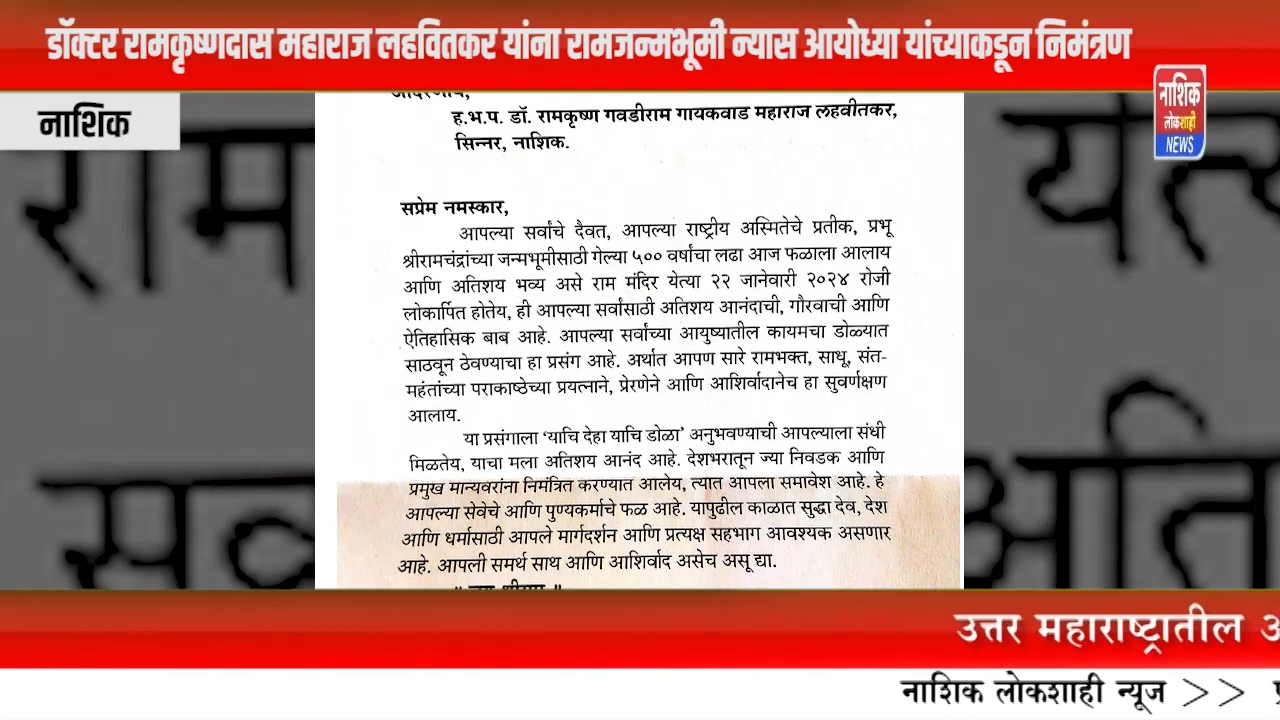 डॉक्टर रामकृष्णदास महाराज लहवितकर यांना रामजन्मभूमी न्यास आयोध्या यांच्याकडून निमंत्रण
नाशिक
नाशिक
लोकशाही
NEWS
आदरणीय,
ह.भ.प. डॉ. रामकृष्ण गवडीराम गायकवाड महाराज लहवीतकर,
सिन्नर, नाशिक.
सप्रेम नमस्कार,
आपल्या सर्वांचे दैवत, आपल्या राष्ट्रीय अस्मितेचे प्रतीक, प्रभू
श्रीरामचंद्रांच्या जन्मभूमीसाठी गेल्या ५०० वर्षांचा लढा आज फळाला आलाय
आणि अतिशय भव्य असे राम मंदिर येत्या २२ जानेवारी २०२४ रोजी
लोकार्पित होतेय, ही आपल्या सर्वांसाठी अतिशय आनंदाची, गौरवाची आणि
ऐतिहासिक बाब आहे. आपल्या सर्वांच्या आयुष्यातील कायमचा डोळ्यात
साठवून ठेवण्याचा हा प्रसंग आहे. अर्थात आपण सारे रामभक्त, साधू, संत-
महंतांच्या पराकाष्ठेच्या प्रयत्नाने, प्रेरणेने आणि आशिर्वादानेच हा सुवर्णक्षण
आलाय.
या प्रसंगाला ‘याचि देहा याचि डोळा’ अनुभवण्याची आपल्याला संधी
मिळतेय, याचा मला अतिशय आनंद आहे. देशभरातून ज्या निवडक आणि
प्रमुख मान्यवरांना निमंत्रित करण्यात आलेय, त्यात आपला समावेश आहे. हे
आपल्या सेवेचे आणि पुण्यकर्माचे फळ आहे. यापुढील काळात सुद्धा देव, देश
आणि धर्मासाठी आपले मार्गदर्शन आणि प्रत्यक्ष सहभाग आवश्यक असणार
आहे. आपली समर्थ साथ आणि आशिर्वाद असेच असू द्या.
उत्तर महाराष्ट्रातील
नाशिक लोकशाही न्यूज >>